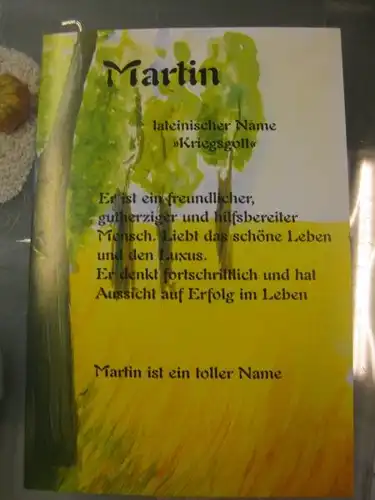 Martin
lateinischer Name
»Kriegsgott«
Er ist ein freundlicher,
gutherziger und hilfsbereiter
Mensch. Liebt das schöne Leben
und den Luxus.
Er denkt fortschrittlich und hat
Aussicht auf Erfolg im Leben
Martin ist ein toller Name